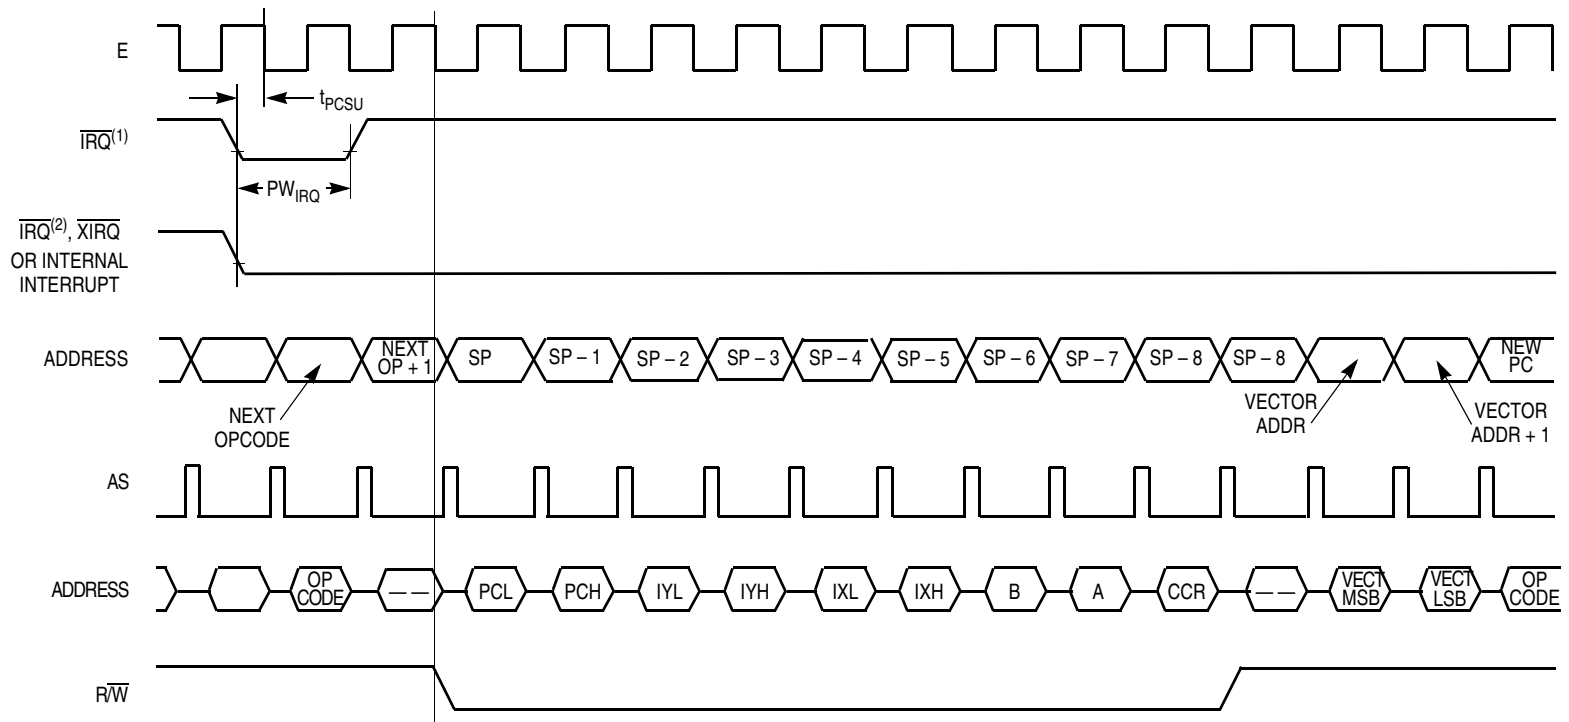 E
tPCSU
IRQ(1)
PWIRQ
IRQ(2), XIRQ
OR INTERNAL
INTERRUPT
ADDRESS
NEXT
OP + 1
SP
SP – 1
SP – 2
SP – 3
SP – 4
SP – 5
SP – 6
SP – 7
SP – 8
SP – 8
NEW
PC
NEXT
OPCODE
VECTOR
ADDR
VECTOR
ADDR + 1
AS
ADDRESS
OP
CODE
— —
PCL
PCH
IYL
IYH
IXL
IXH
B
A
CCR
— —
VECT
MSB
VECT
LSB
OP
CODE
R/W